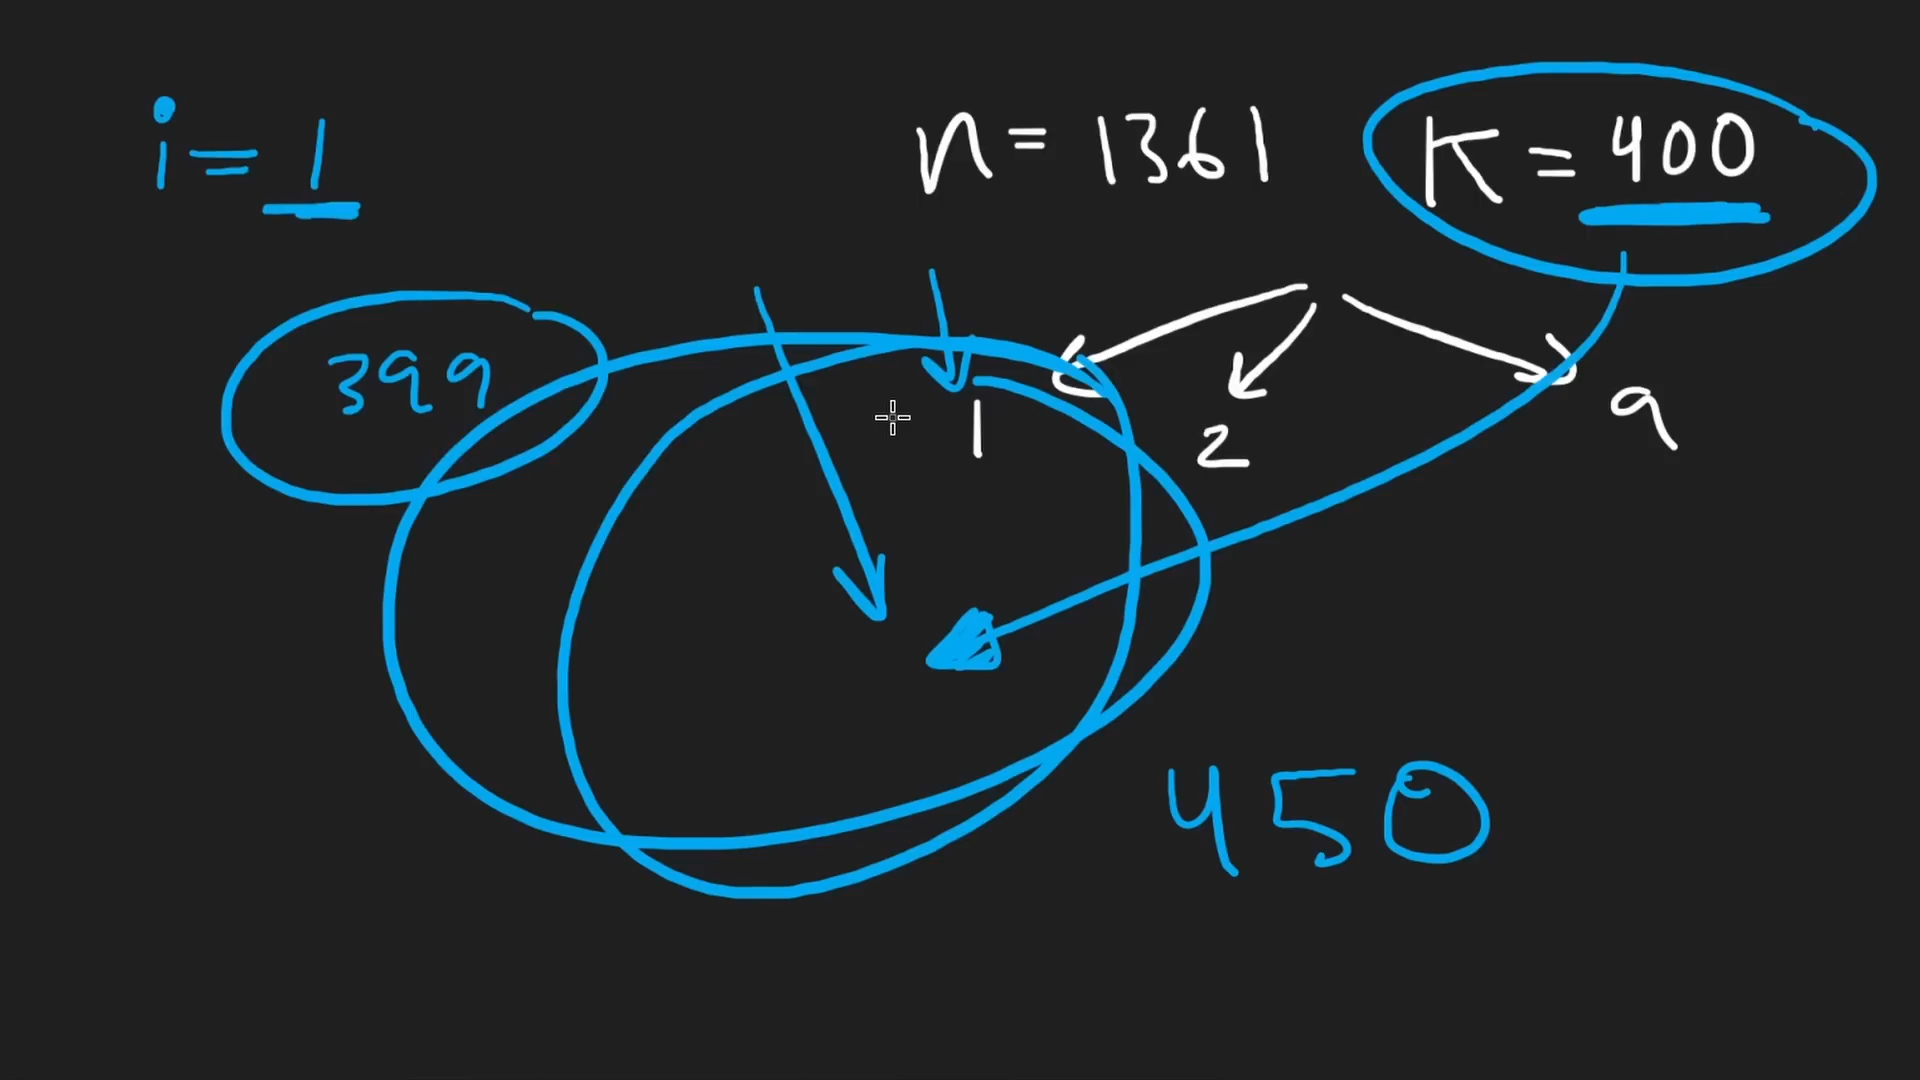 i = 1
n = 1361
K = 400
399
1
2
9
450